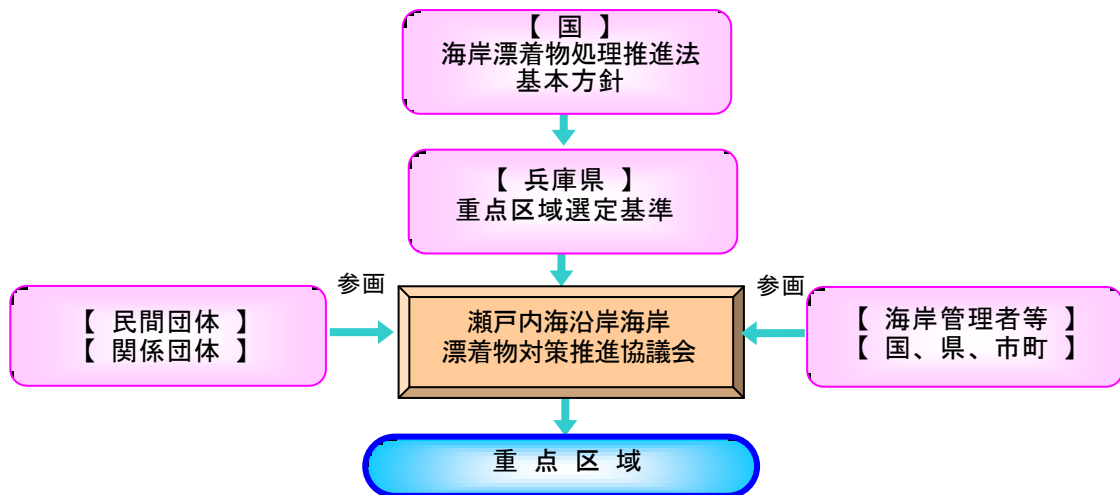 【 国 】
海岸漂着物処理推進法
基本方針
【 兵庫県 】
重点区域選定基準
参画
参画
【 民間団体 】
【 関係団体 】
瀬戸内海沿岸海岸
漂着物対策推進協議会
【 海岸管理者等 】
【 国、県、市町 】
重 点 区 域